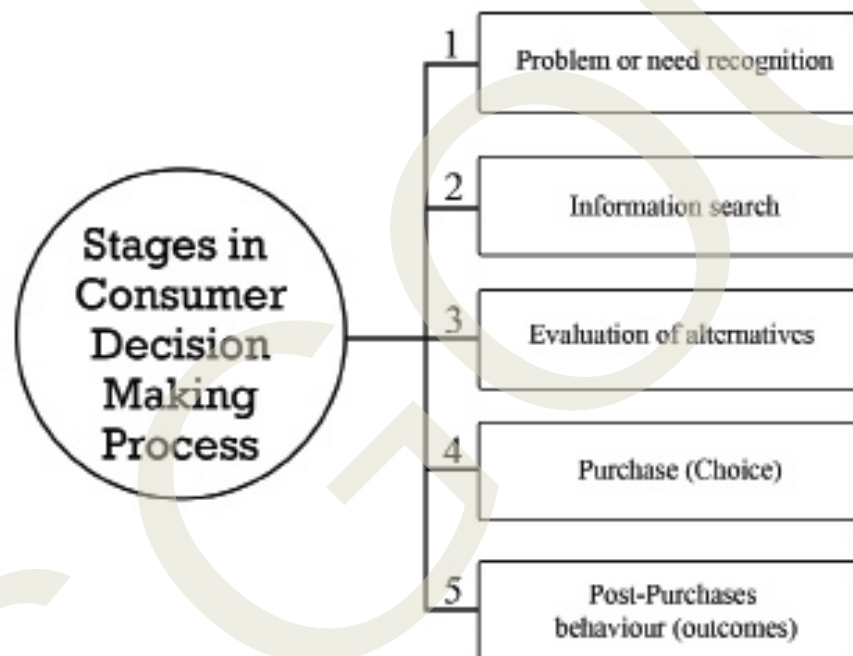 Stages in
Consumer
Decision
Making
Process
1
Problem or need recognition
2
Information search
3
Evaluation of alternatives
4
Purchase (Choice)
5
Post-Purchases
behaviour (outcomes)